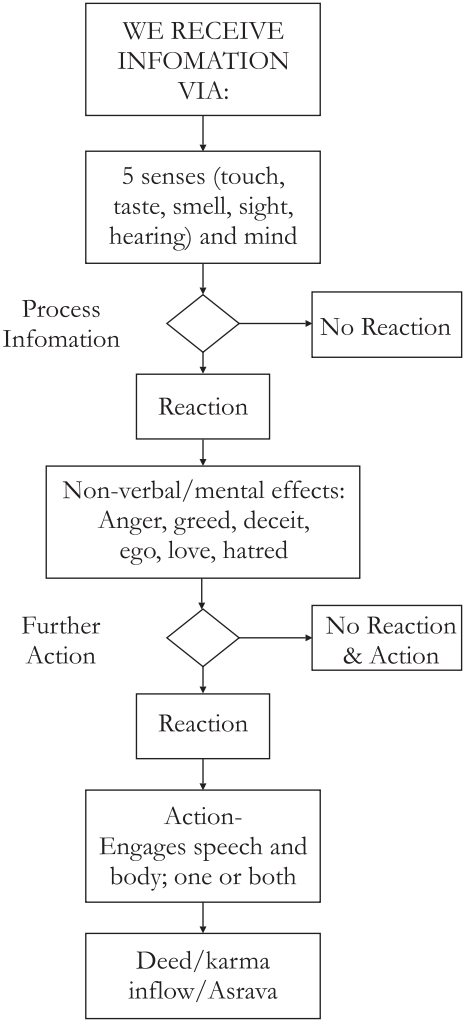 WE RECEIVE
INFOMATION
VIA:
5 senses (touch,
taste, smell, sight,
hearing) and mind
Process
Infomation
No Reaction
Reaction
Non-verbal/mental effects:
Anger, greed, deceit,
ego, love, hatred
Further
Action
No Reaction
& Action
Reaction
Action-
Engages speech and
body; one or both
Deed/karma
inflow/Asrava